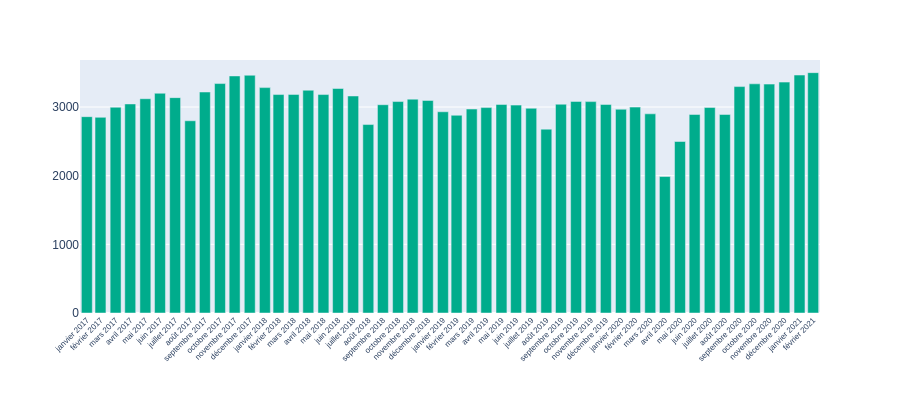 3000
2000
1000
0
janvier 2017
février 2017
mars 2017
avril 2017
mai 2017
juin 2017
juillet 2017
août 2017
septembre 2017
octobre 2017
novembre 2017
décembre 2017
janvier 2018
février 2018
mars 2018
avril 2018
mai 2018
juin 2018
juillet 2018
août 2018
septembre 2018
octobre 2018
novembre 2018
décembre 2018
janvier 2019
février 2019
mars 2019
avril 2019
mai 2019
juin 2019
juillet 2019
août 2019
septembre 2019
octobre 2019
novembre 2019
décembre 2019
janvier 2020
février 2020
mars 2020
avril 2020
mai 2020
juin 2020
juillet 2020
août 2020
septembre 2020
octobre 2020
novembre 2020
décembre 2020
janvier 2021
février 2021